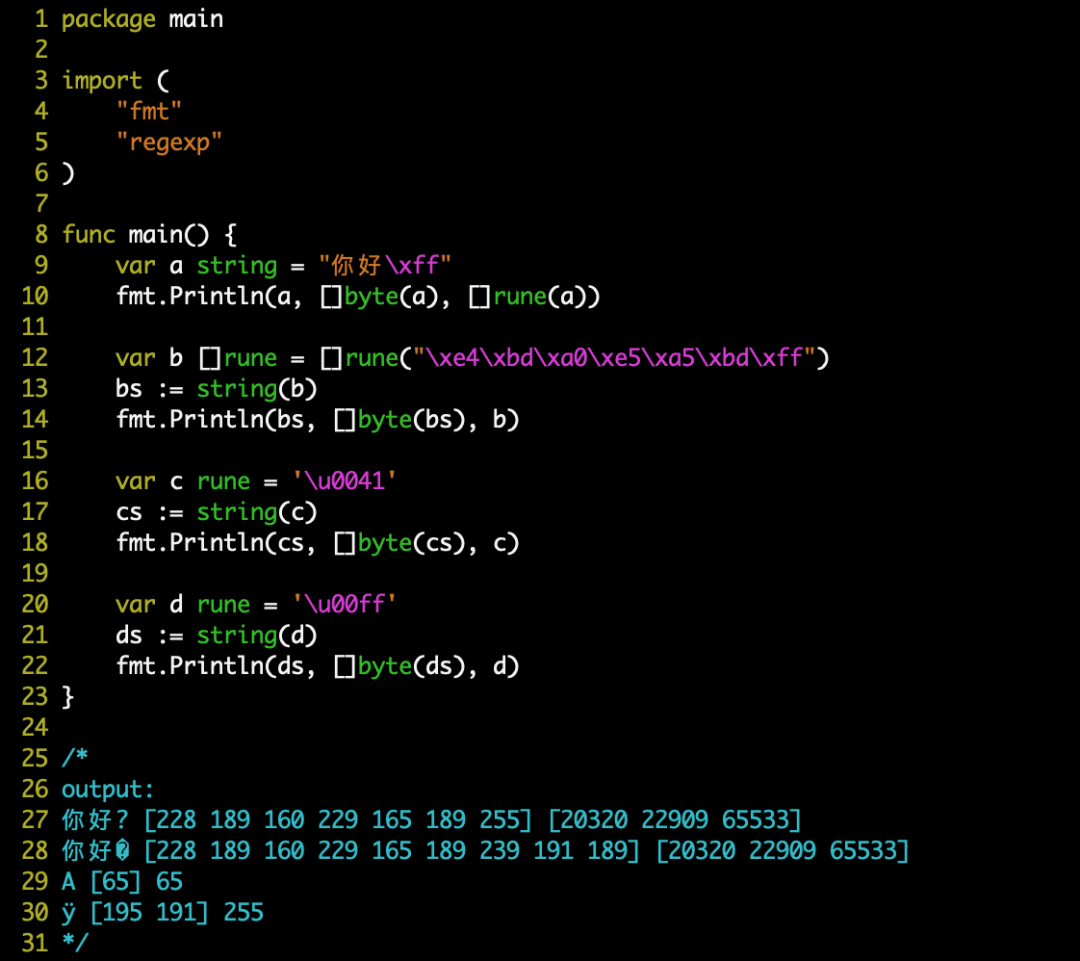 1 package main
2
3 import (
4     "fmt"
5     "regexp"
6 )
7
8 func main() {
9     var a string = "你好\xff"
10     fmt.Println(a, []byte(a), []rune(a))
11
12     var b []rune = []rune("\xe4\xbd\xa0\xe5\xa5\xbd\xff")
13     bs := string(b)
14     fmt.Println(bs, []byte(bs), b)
15
16     var c rune = '\u0041'
17     cs := string(c)
18     fmt.Println(cs, []byte(cs), c)
19
20     var d rune = '\u00ff'
21     ds := string(d)
22     fmt.Println(ds, []byte(ds), d)
23 }
24
25 /*
26 output:
27 你好? [228 189 160 229 165 189 255] [20320 22909 65533]
28 你好� [228 189 160 229 165 189 239 191 189] [20320 22909 65533]
29 A [65] 65
30 ÿ [195 191] 255
31 */